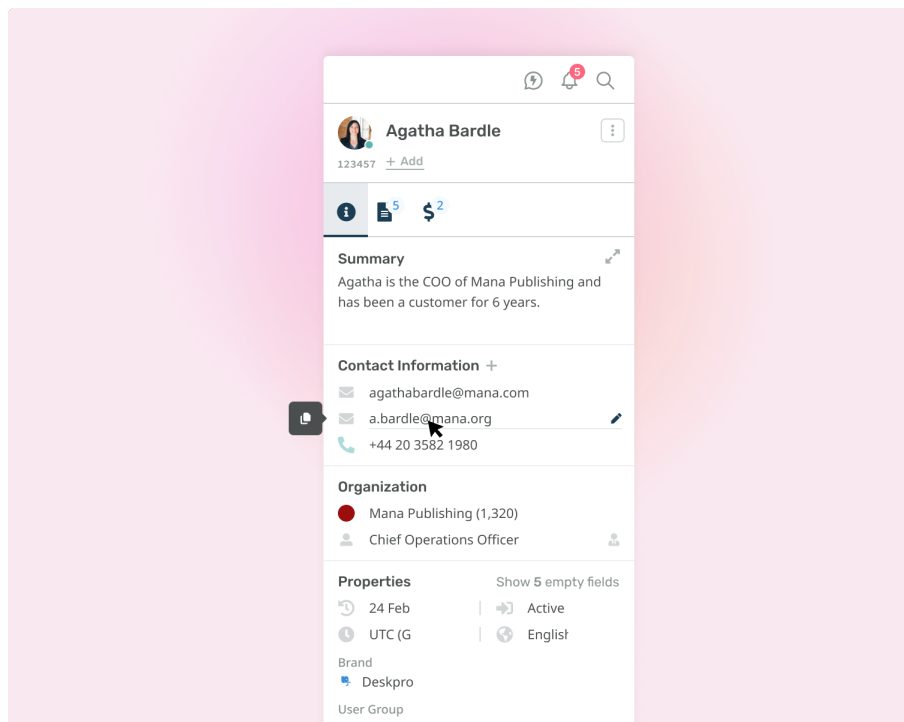 5
Agatha Bardle
123457 + Add
5 2
Summary
Agatha is the COO of Mana Publishing and
has been a customer for 6 years.
Contact Information +
agathabardle@mana.com
a.bardle@mana.org
+44 20 3582 1980
Organization
Mana Publishing (1,320)
Chief Operations Officer
Properties Show 5 empty fields
24 Feb Active
UTC (G English
Brand
Deskpro
User Group